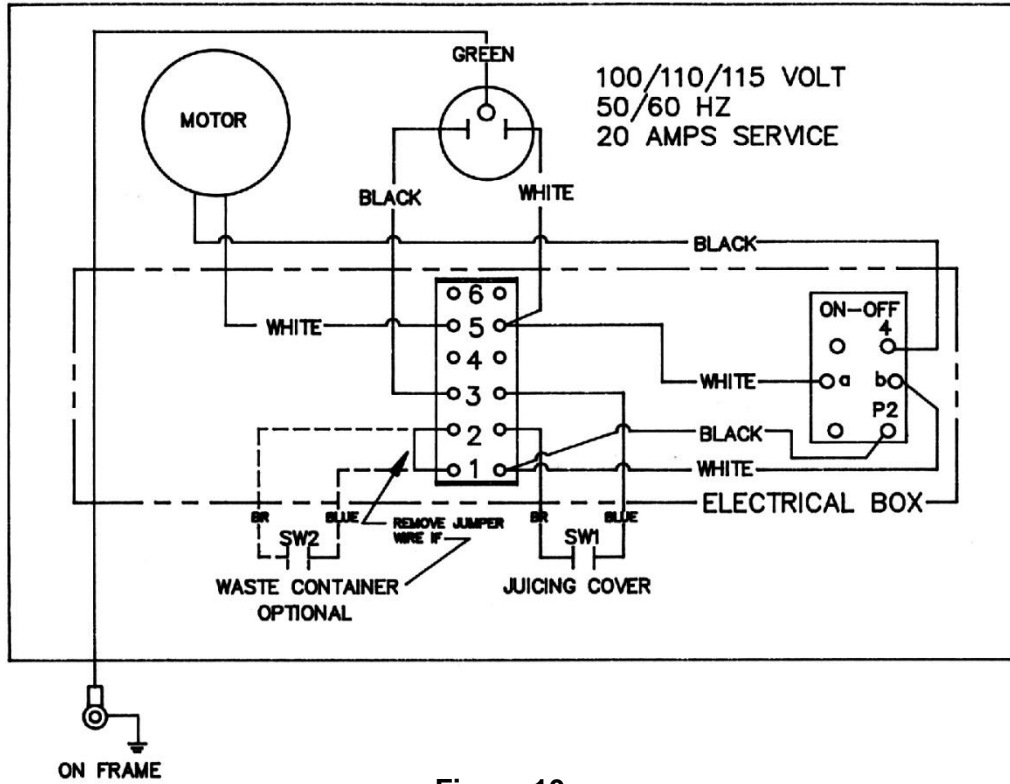 GREEN
100/110/115 VOLT
50/60 HZ
20 AMPS SERVICE
MOTOR
BLACK
WHITE
BLACK
6
5
4
3
2
1
WHITE
ON-OFF
4
a
b
P2
WHITE
BLACK
WHITE
ELECTRICAL BOX
BR
BLUE
SW2
REMOVE JUMPER
WIRE IF
WASTE CONTAINER
OPTIONAL
BR
BLUE
SW1
JUICING COVER
ON FRAME